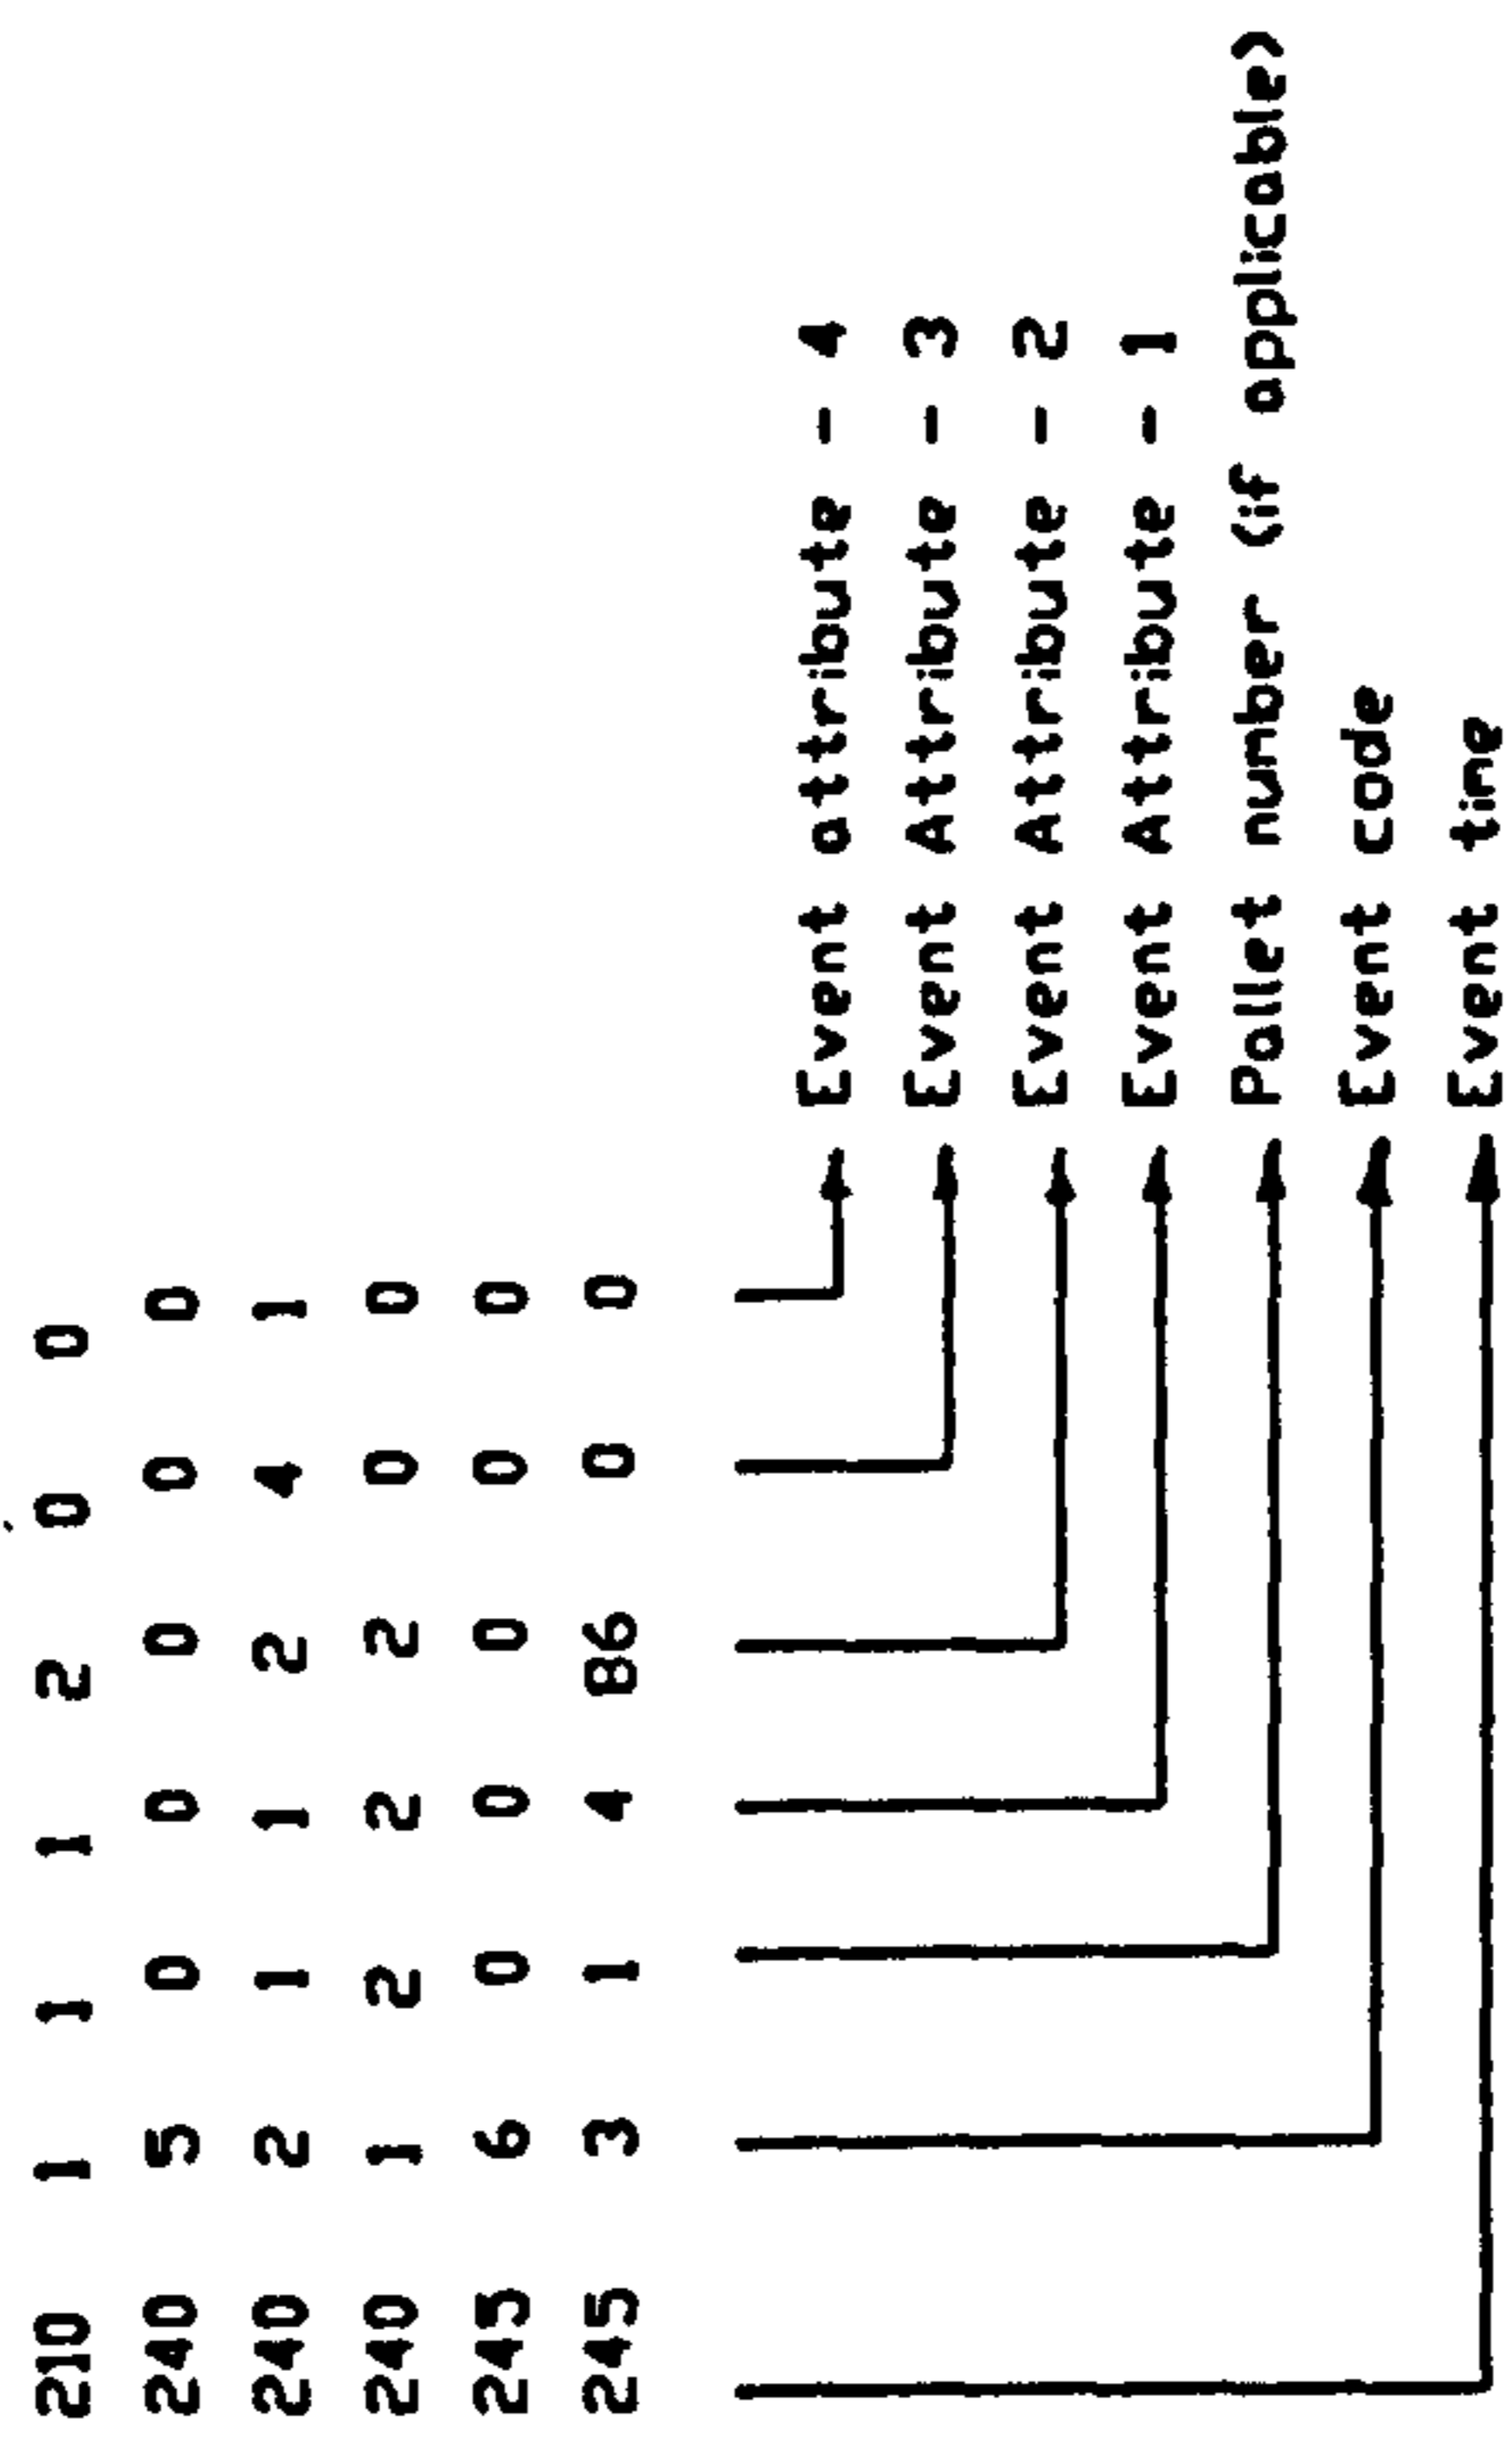 210 1 1 1 2 0 0
240 5 0 0 0 0 0
240 2 1 1 2 4 1
240 1 2 2 2 0 0
245 6 0 0 0 0 0
245 3 1 4 86 0 0
Event attribute - 4
Event Attribute - 3
Event Attribute - 2
Event Attribute - 1
Pallet number (if applicable)
Event code
Event time